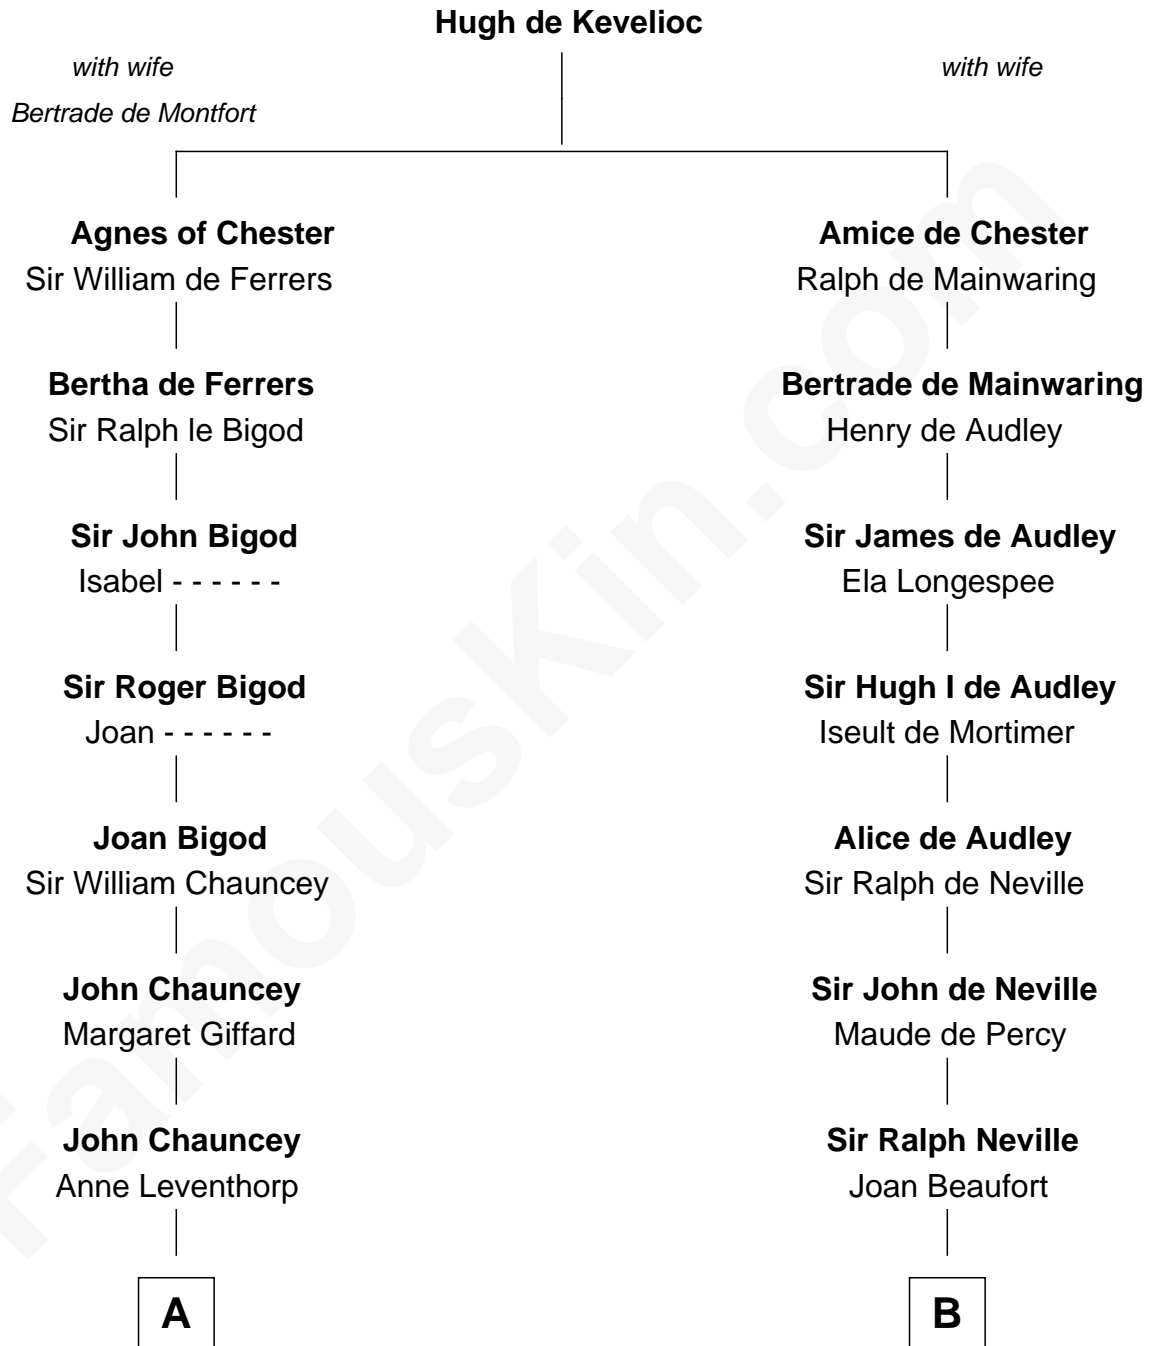 Hugh de Kevelioc
with wife
Bertrade de Montfort
with wife
Agnes of Chester
Sir William de Ferrers
Bertha de Ferrers
Sir Ralph le Bigod
Sir John Bigod
Isabel - - - - - -
Sir Roger Bigod
Joan - - - - - -
Joan Bigod
Sir William Chauncey
John Chauncey
Margaret Giffard
John Chauncey
Anne Leventhorp
A
Amice de Chester
Ralph de Mainwaring
Bertrade de Mainwaring
Henry de Audley
Sir James de Audley
Ela Longespee
Sir Hugh I de Audley
Iseult de Mortimer
Alice de Audley
Sir Ralph de Neville
Sir John de Neville
Maude de Percy
Sir Ralph Neville
Joan Beaufort
B
FamousKin.com